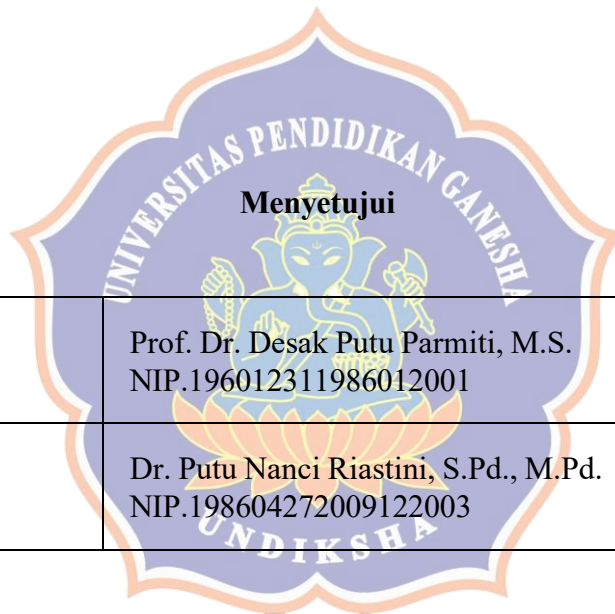 UNIVERSITAS PENDIDIKAN GANESHA
Menyetujui
Prof. Dr. Desak Putu Parmiti, M.S.
NIP.196012311986012001
Dr. Putu Nanci Riastini, S.Pd., M.Pd.
NIP.198604272009122003
UNDIKSHA